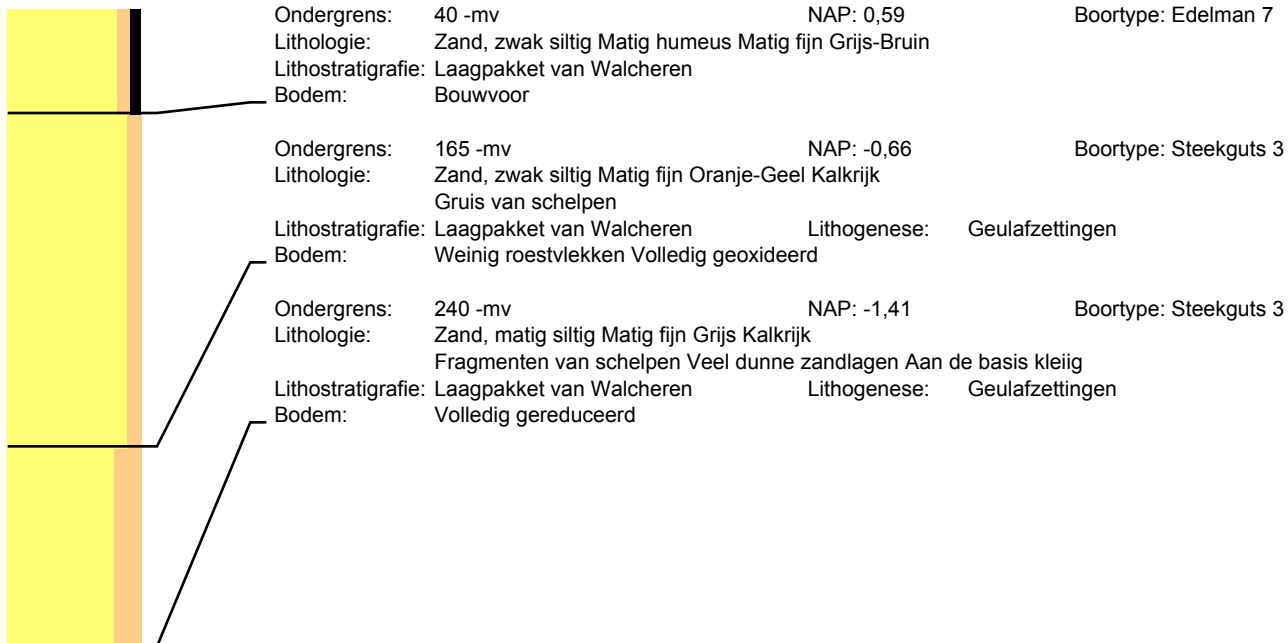 Ondergrens: 40 -mv NAP: 0,59 Boortype: Edelman 7
Lithologie: Zand, zwak siltig Matig humeus Matig fijn Grijs-Bruin
Lithostratigrafie: Laagpakket van Walcheren
Bodem: Bouwvoor
Ondergrens: 165 -mv NAP: -0,66 Boortype: Steekguts 3
Lithologie: Zand, zwak siltig Matig fijn Oranje-Geel Kalkrijk
Gruis van schelpen
Lithostratigrafie: Laagpakket van Walcheren Lithogenese: Geulafzettingen
Bodem: Weinig roestvlekken Volledig geoxideerd
Ondergrens: 240 -mv NAP: -1,41 Boortype: Steekguts 3
Lithologie: Zand, matig siltig Matig fijn Grijs Kalkrijk
Fragmenten van schelpen Veel dunne zandlagen Aan de basis kleiig
Lithostratigrafie: Laagpakket van Walcheren Lithogenese: Geulafzettingen
Bodem: Volledig gereduceerd